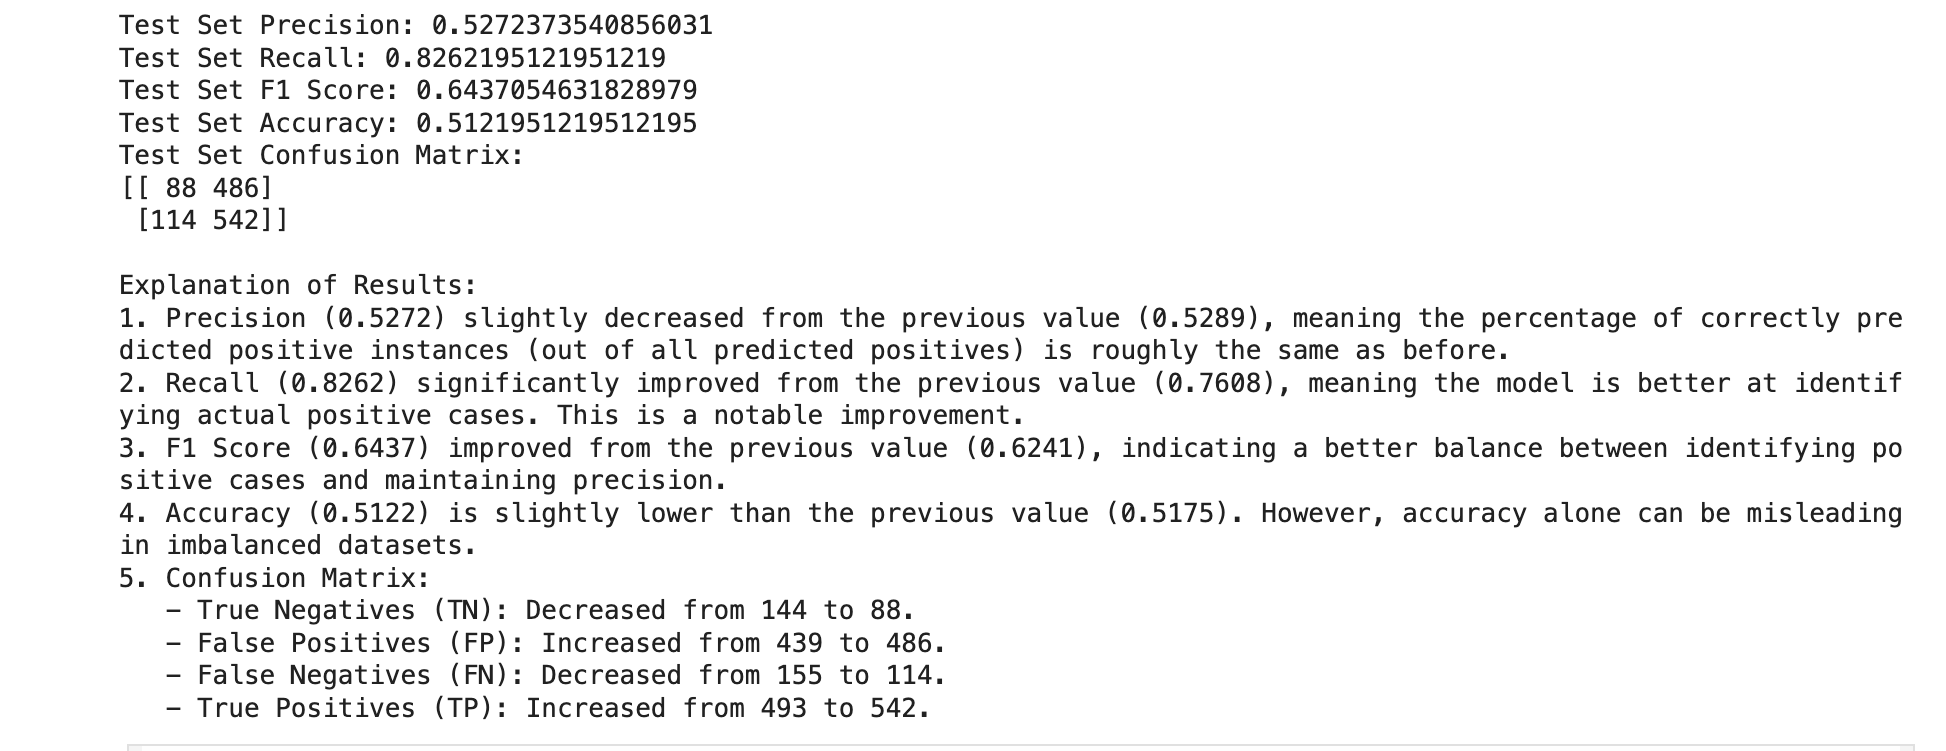 Test Set Precision: 0.5272373540856031
Test Set Recall: 0.8262195121951219
Test Set F1 Score: 0.6437054631828979
Test Set Accuracy: 0.5121951219512195
Test Set Confusion Matrix:
[[ 88 486]
 [114 542]]
Explanation of Results:
1. Precision (0.5272) slightly decreased from the previous value (0.5289), meaning the percentage of correctly pre
dicted positive instances (out of all predicted positives) is roughly the same as before.
2. Recall (0.8262) significantly improved from the previous value (0.7608), meaning the model is better at identif
ying actual positive cases. This is a notable improvement.
3. F1 Score (0.6437) improved from the previous value (0.6241), indicating a better balance between identifying po
sitive cases and maintaining precision.
4. Accuracy (0.5122) is slightly lower than the previous value (0.5175). However, accuracy alone can be misleading
in imbalanced datasets.
5. Confusion Matrix:
   – True Negatives (TN): Decreased from 144 to 88.
   – False Positives (FP): Increased from 439 to 486.
   – False Negatives (FN): Decreased from 155 to 114.
   – True Positives (TP): Increased from 493 to 542.